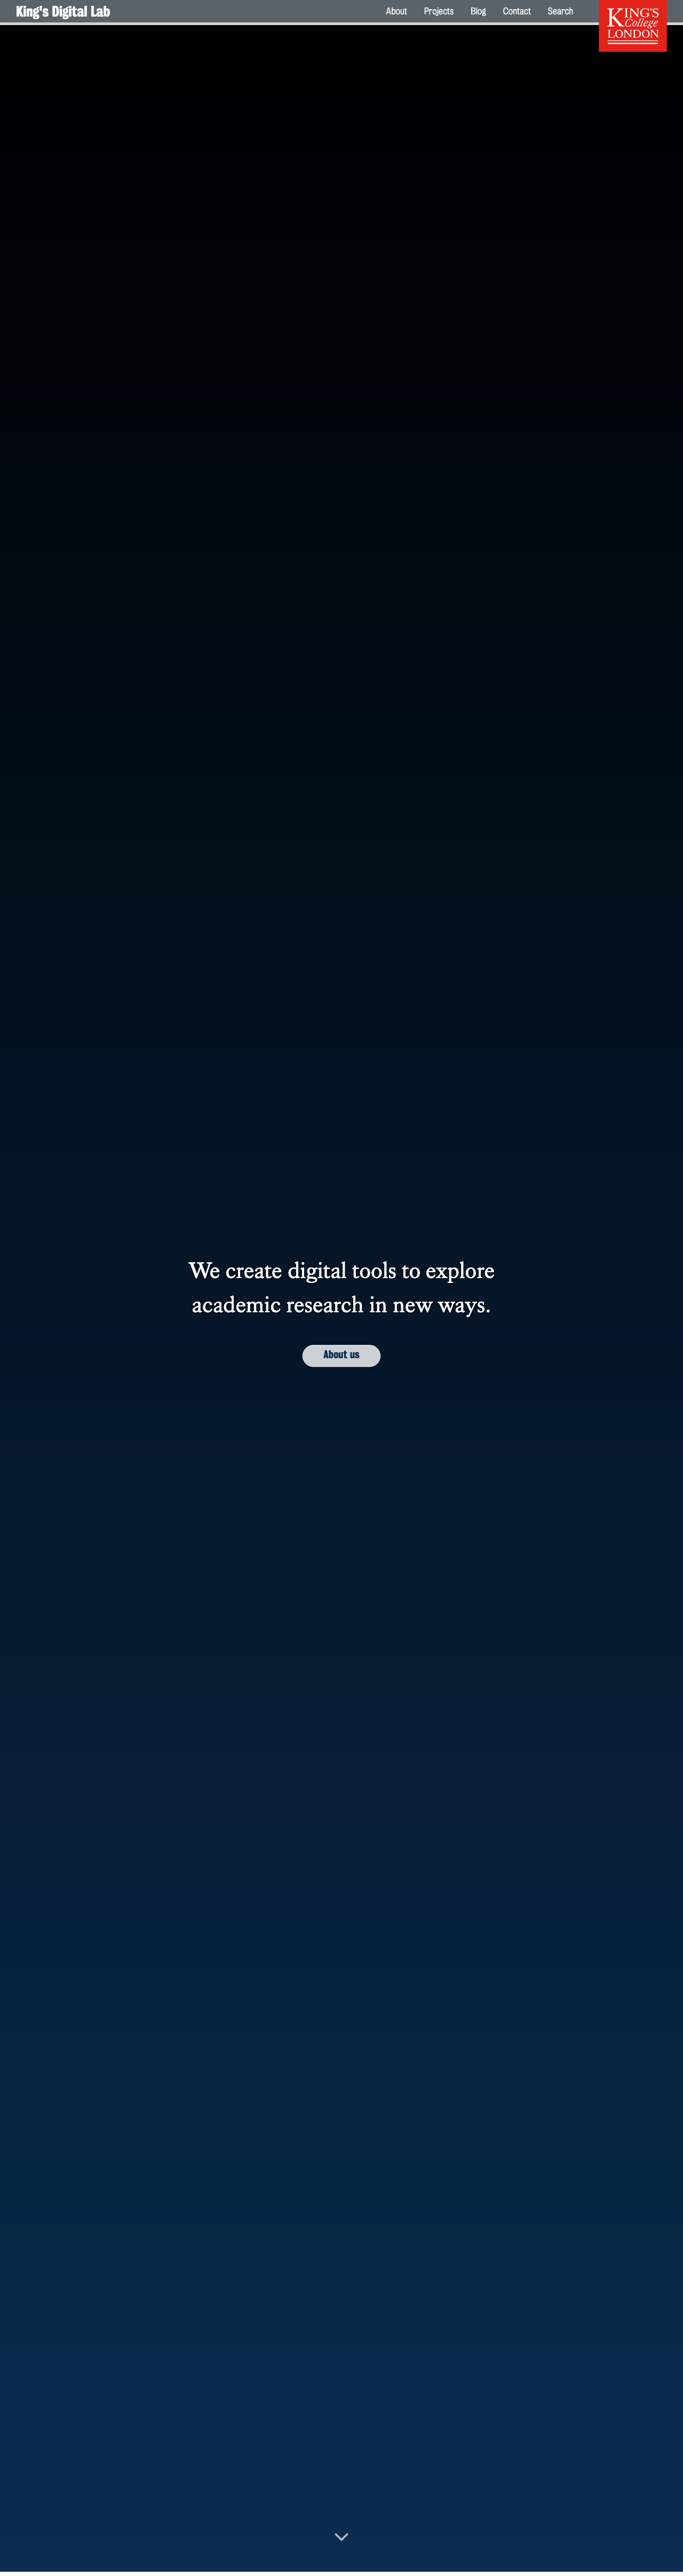 King's Digital Lab
About Projects Blog Contact Search
KING'S
College
LONDON
We create digital tools to explore
academic research in new ways.
About us